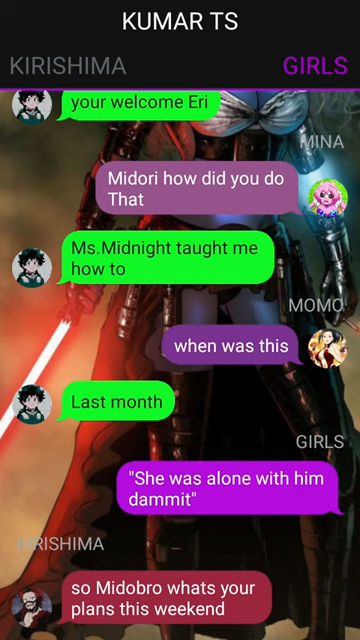 KUMAR TS
KIRISHIMA
GIRLS
your welcome Eri
MINA
Midori how did you do
That
Ms.Midnight taught me
how to
MOMO
when was this
Last month
GIRLS
"She was alone with him
dammit"
KIRISHIMA
so Midobro whats your
plans this weekend